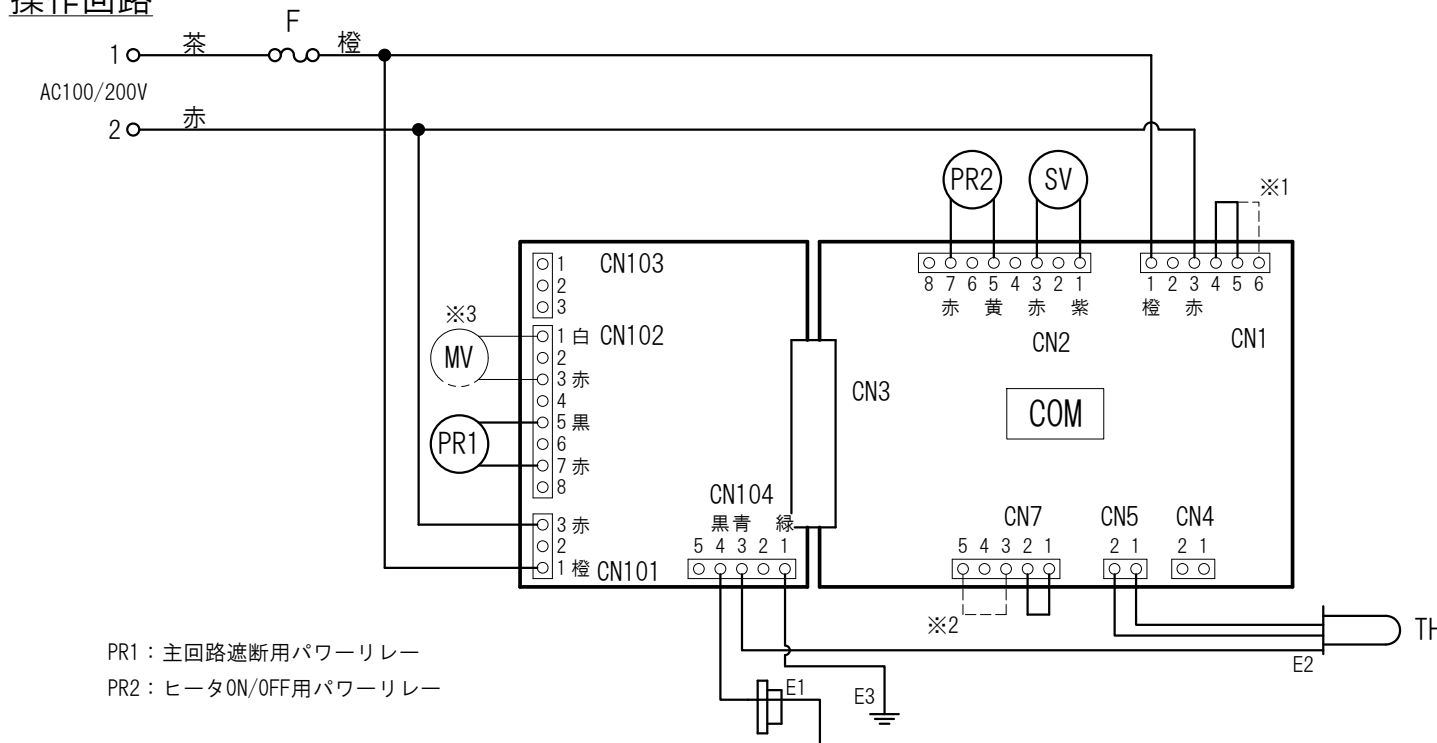 操作回路
F
1 茶 橙
AC100/200V
2 赤
PR2 SV
※1
CN103
1
2
3
8 7 6 5 4 3 2 1
赤 黄 赤 紫
CN2
1 2 3 4 5 6
橙 赤
CN1
※3
MV
CN102
1 白
2
3 赤
4
5 黒
6
7 赤
8
PR1
CN3
COM
CN104
黒 青 緑
5 4 3 2 1
3 赤
2
1 橙 CN101
CN7
5 4 3 2 1
CN5
2 1
CN4
2 1
※2
TH
E2
PR1：主回路遮断用パワーリレー
PR2：ヒータON/OFF用パワーリレー
E1
E3